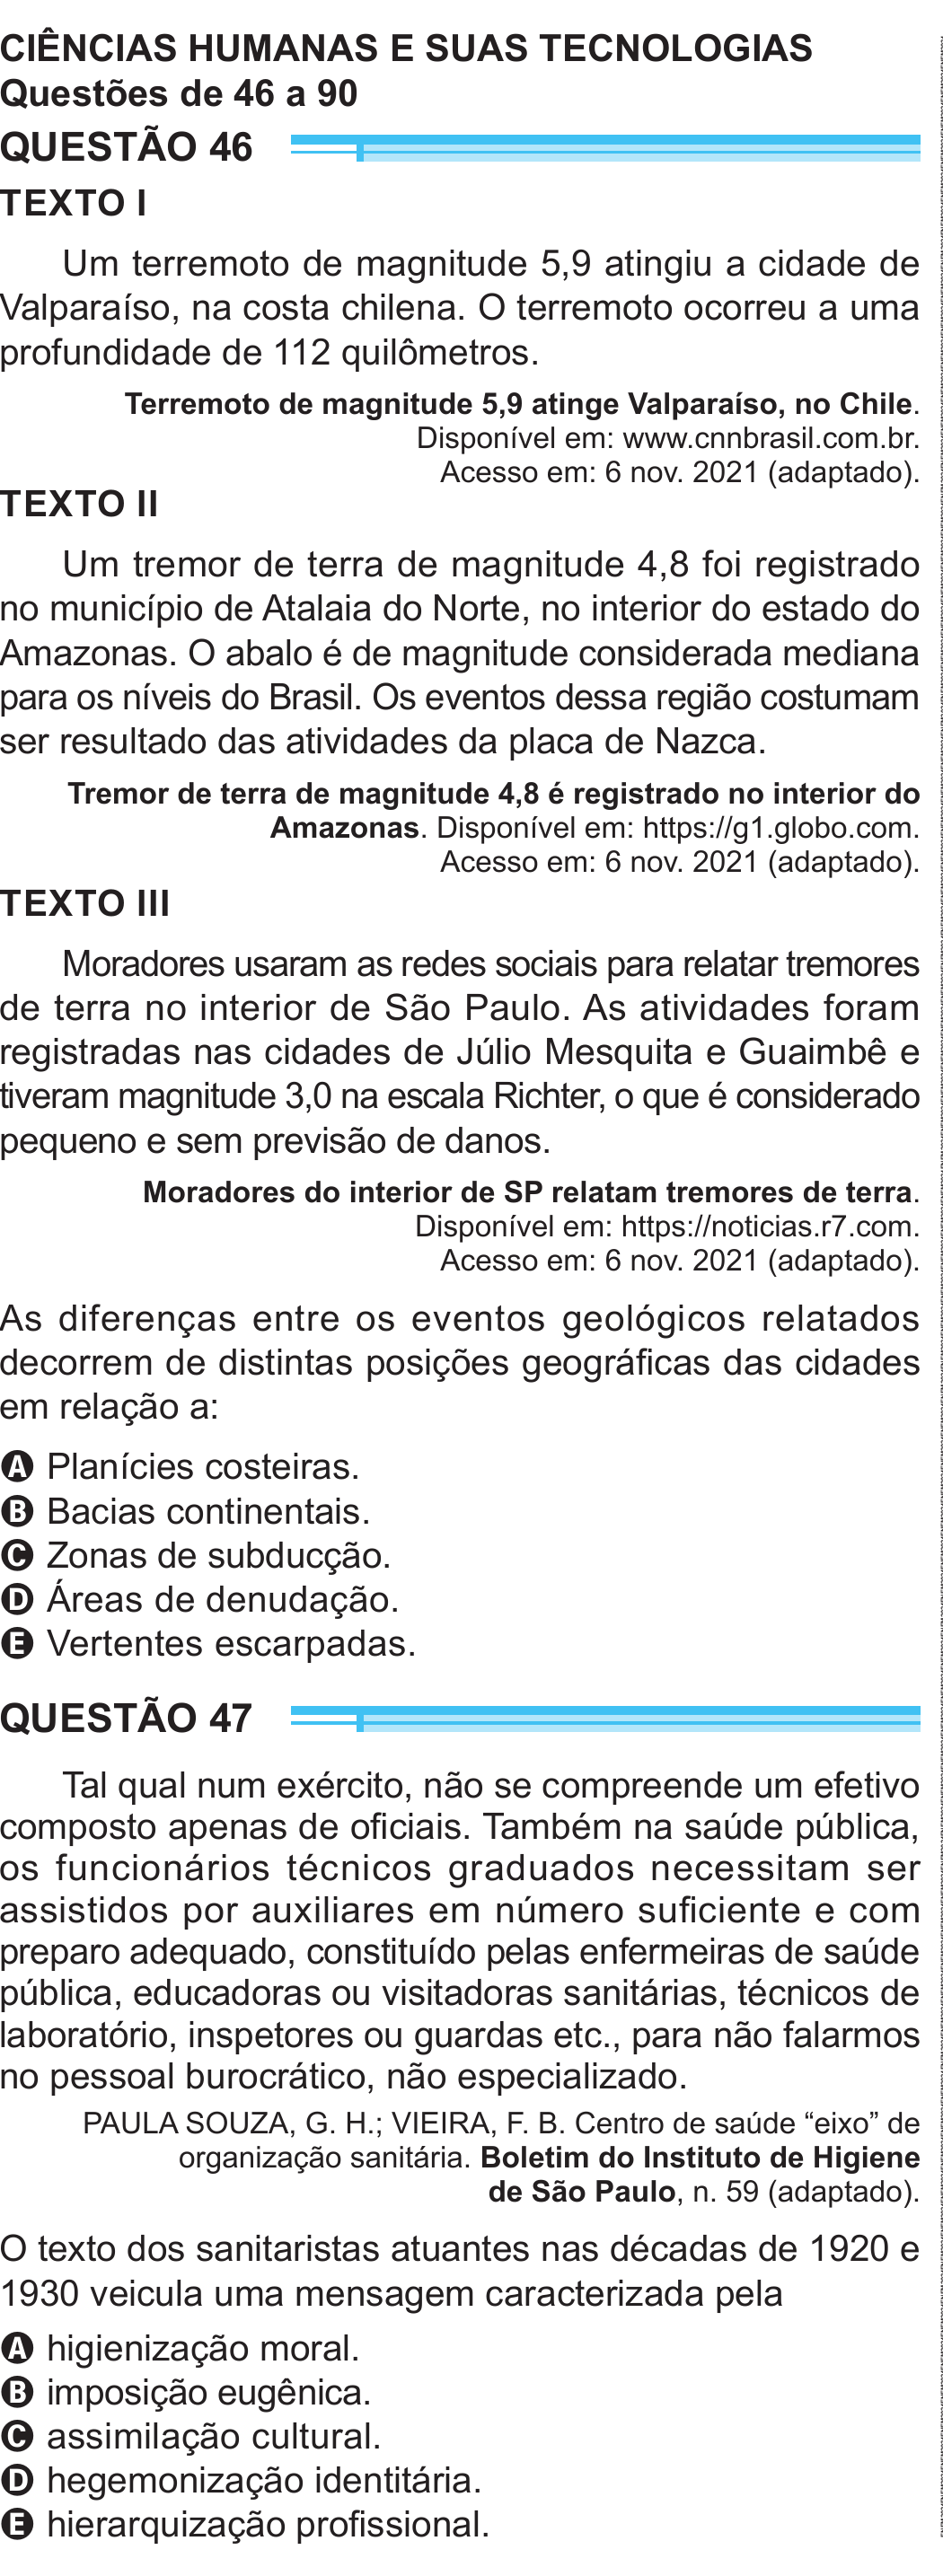 CIÊNCIAS HUMANAS E SUAS TECNOLOGIAS
Questões de 46 a 90
QUESTÃO 46
TEXTO I
Um terremoto de magnitude 5,9 atingiu a cidade de
Valparaíso, na costa chilena. O terremoto ocorreu a uma
profundidade de 112 quilômetros.
Terremoto de magnitude 5,9 atinge Valparaíso, no Chile.
Disponível em: www.cnnbrasil.com.br.
Acesso em: 6 nov. 2021 (adaptado).
TEXTO II
Um tremor de terra de magnitude 4,8 foi registrado
no município de Atalaia do Norte, no interior do estado do
Amazonas. O abalo é de magnitude considerada mediana
para os níveis do Brasil. Os eventos dessa região costumam
ser resultado das atividades da placa de Nazca.
Tremor de terra de magnitude 4,8 é registrado no interior do
Amazonas. Disponível em: https://g1.globo.com.
Acesso em: 6 nov. 2021 (adaptado).
TEXTO III
Moradores usaram as redes sociais para relatar tremores
de terra no interior de São Paulo. As atividades foram
registradas nas cidades de Júlio Mesquita e Guaimbê e
tiveram magnitude 3,0 na escala Richter, o que é considerado
pequeno e sem previsão de danos.
Moradores do interior de SP relatam tremores de terra.
Disponível em: https://noticias.r7.com.
Acesso em: 6 nov. 2021 (adaptado).
As diferenças entre os eventos geológicos relatados
decorrem de distintas posições geográficas das cidades
em relação a:
A Planícies costeiras.
B Bacias continentais.
C Zonas de subducção.
D Áreas de denudação.
E Vertentes escarpadas.
QUESTÃO 47
Tal qual num exército, não se compreende um efetivo
composto apenas de oficiais. Também na saúde pública,
os funcionários técnicos graduados necessitam ser
assistidos por auxiliares em número suficiente e com
preparo adequado, constituído pelas enfermeiras de saúde
pública, educadoras ou visitadoras sanitárias, técnicos de
laboratório, inspetores ou guardas etc., para não falarmos
no pessoal burocrático, não especializado.
PAULA SOUZA, G. H.; VIEIRA, F. B. Centro de saúde “eixo” de
organização sanitária. Boletim do Instituto de Higiene
de São Paulo, n. 59 (adaptado).
O texto dos sanitaristas atuantes nas décadas de 1920 e
1930 veicula uma mensagem caracterizada pela
A higienização moral.
B imposição eugênica.
C assimilação cultural.
D hegemonização identitária.
E hierarquização profissional.